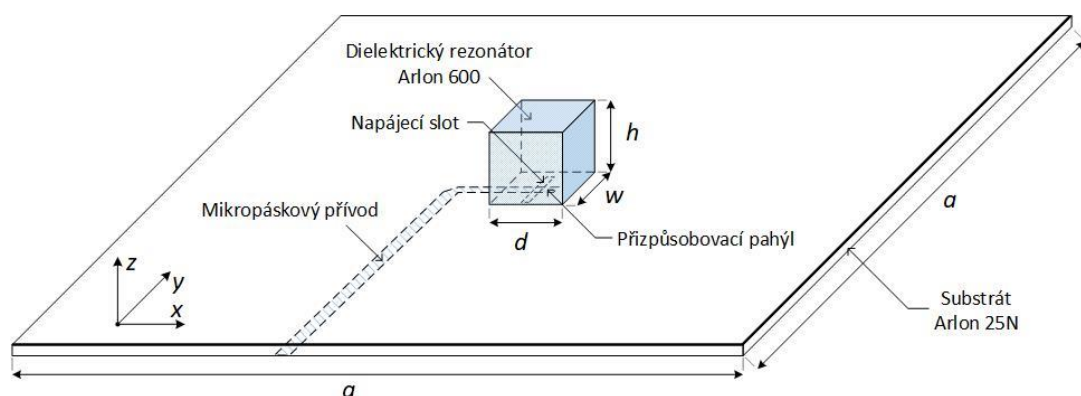 Dielektrický rezonátor
Arlon 600
Napájecí slot
h
w
Mikropáskový přívod
d
Přizpůsobovací pahýl
a
z
y
x
Substrát
Arlon 25N
a